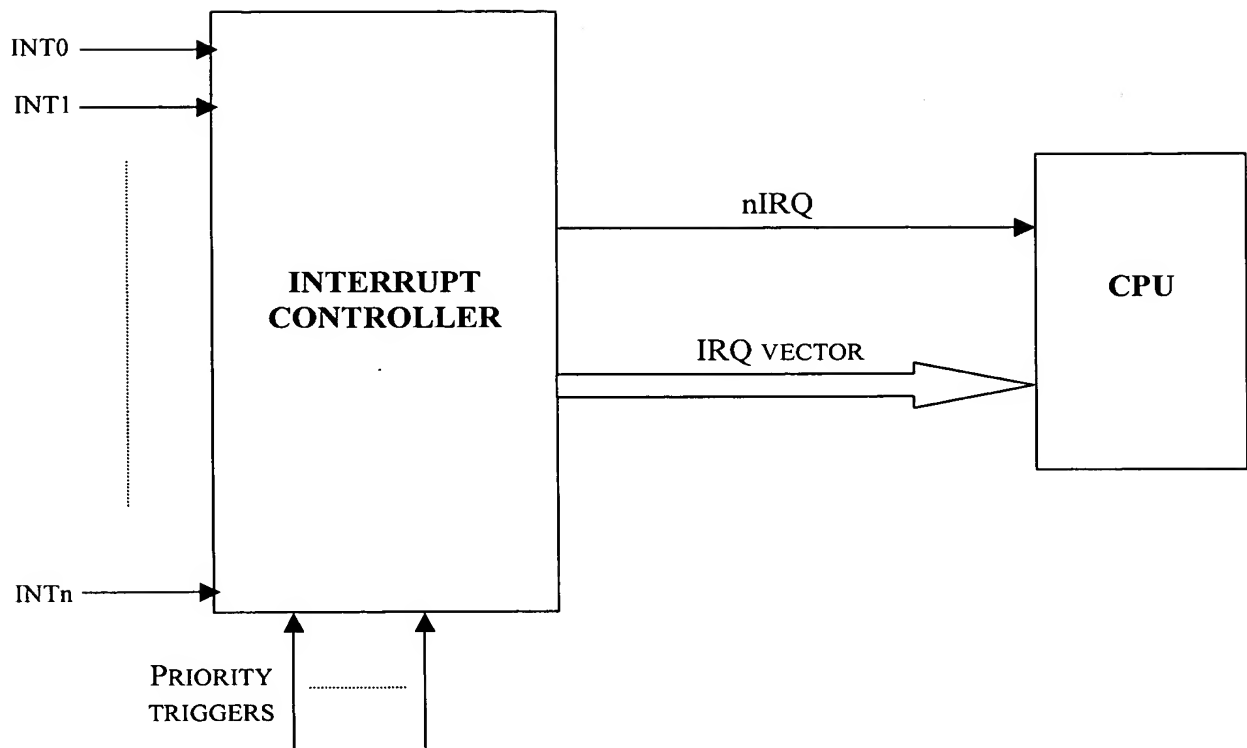 INT0
INT1
INTn
INTERRUPT
CONTROLLER
nIRQ
IRQ VECTOR
CPU
PRIORITY
TRIGGERS